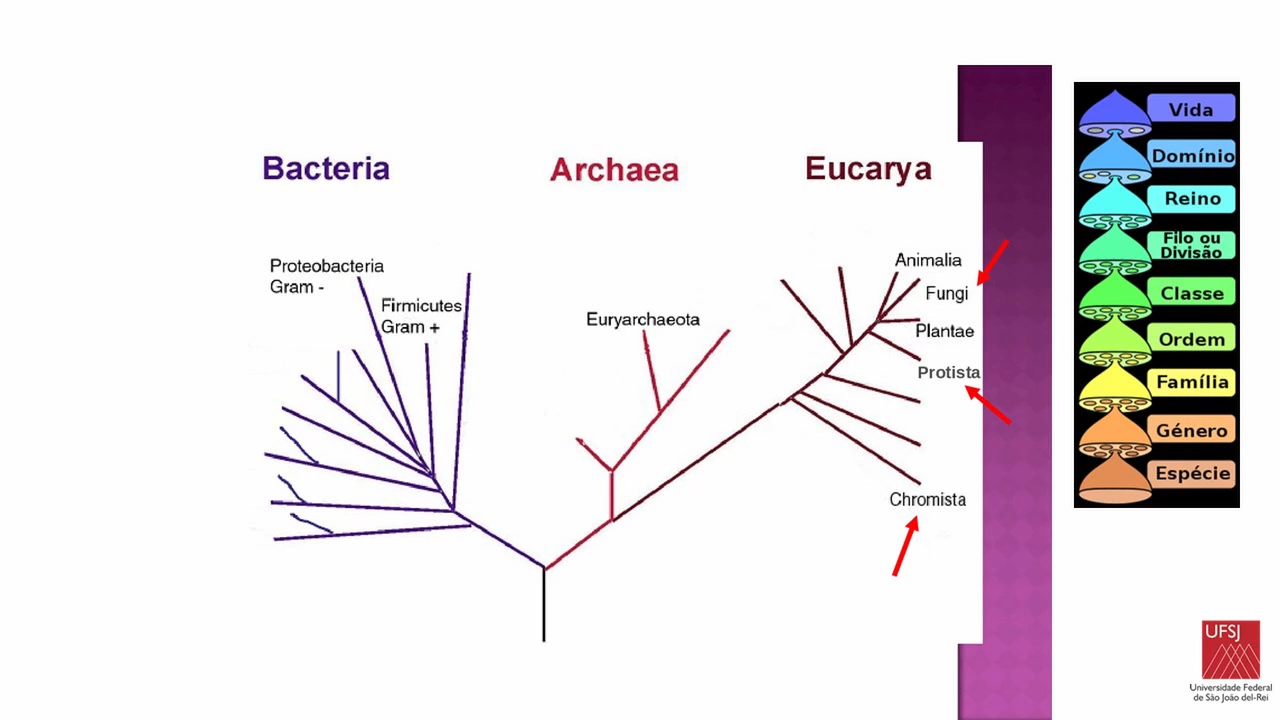 Bacteria
Archaea
Eucarya
Proteobacteria
Gram -
Firmicutes
Gram +
Euryarchaeota
Animalia
Fungi
Plantae
Protista
Chromista
Vida
Domínio
Reino
Filo ou
Divisão
Classe
Ordem
Família
Género
Espécie
UFSJ
Universidade Federal
de São João del-Rei